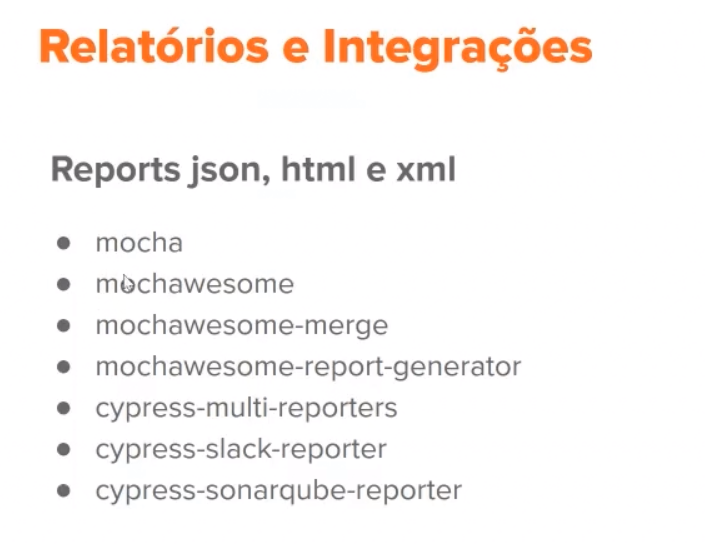 Relatórios e Integrações
Reports json, html e xml
● mocha
● mochawesome
● mochawesome-merge
● mochawesome-report-generator
● cypress-multi-reporters
● cypress-slack-reporter
● cypress-sonarqube-reporter